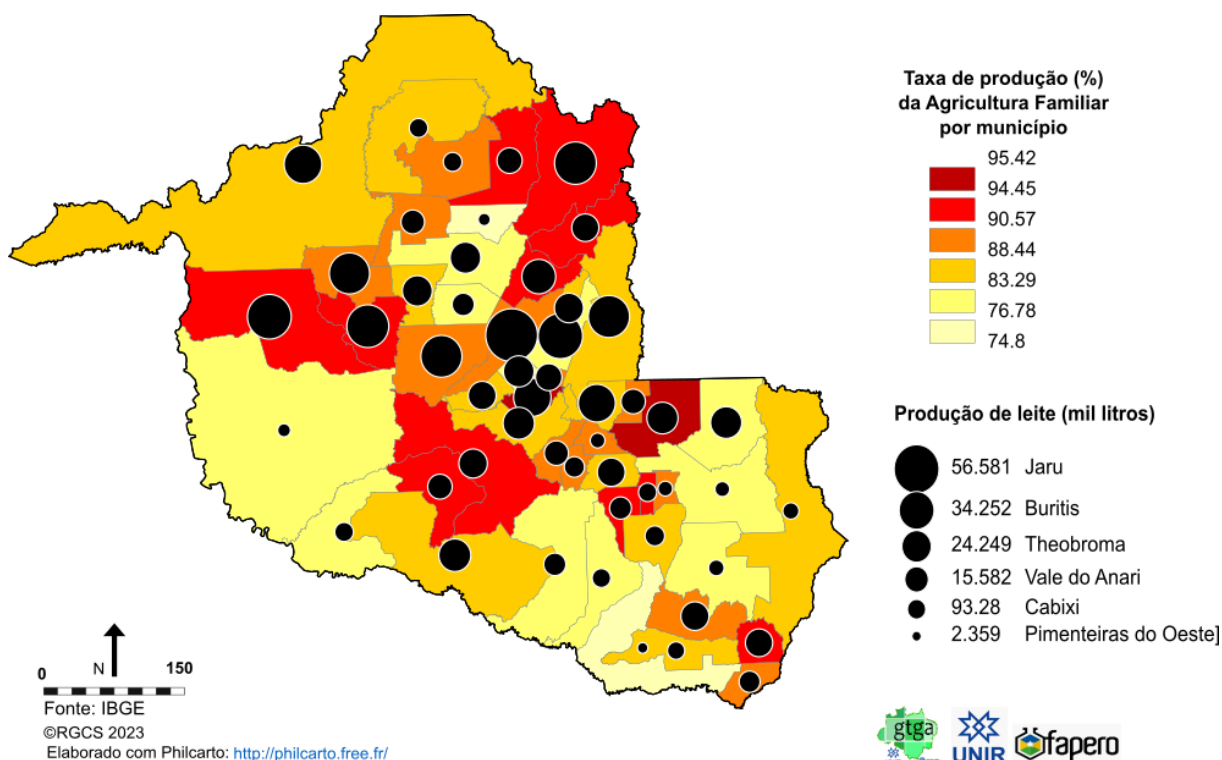 Taxa de produção (%)
da Agricultura Familiar
por município
95.42
94.45
90.57
88.44
83.29
76.78
74.8
Produção de leite (mil litros)
56.581 Jaru
34.252 Buritis
24.249 Theobroma
15.582 Vale do Anari
93.28 Cabixi
2.359 Pimenteiras do Oeste]
0 N 150
Fonte: IBGE
©RGCS 2023
Elaborado com Philcarto: http://philcarto.free.fr/
gtga
UNIR
fapero